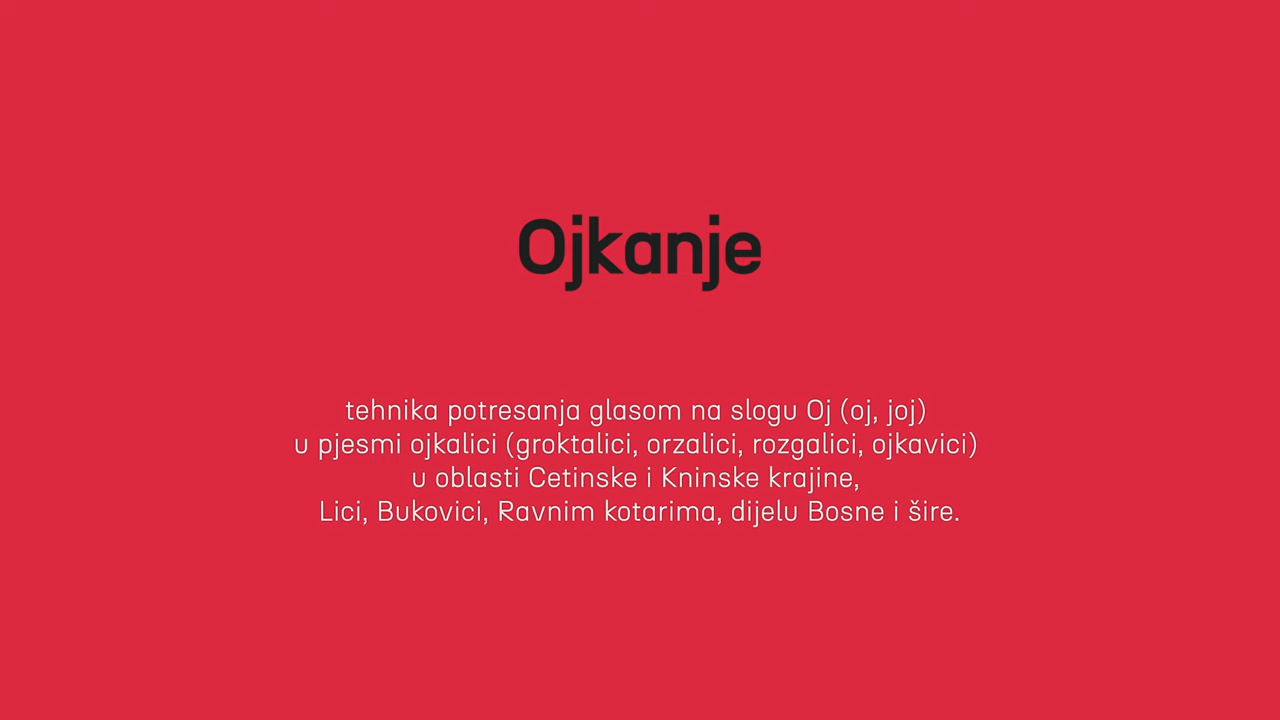 Ojkanje
tehnika potresanja glasom na slogu Oj (oj, joj)
u pjesmi ojkalici (groktalici, orzalici, rozgalici, ojkavici)
u oblasti Cetinske i Kninske krajine,
Lici, Bukovici, Ravnim kotarima, dijelu Bosne i šire.